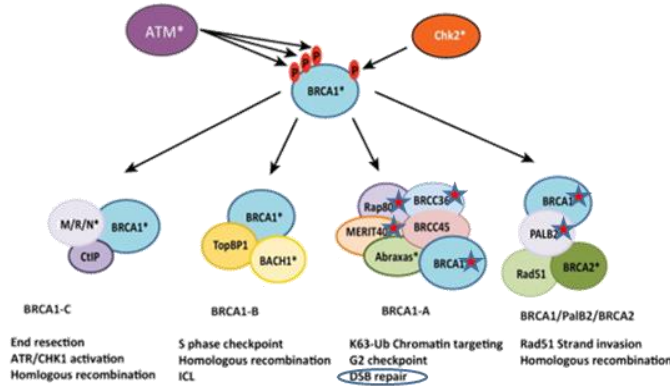 ATM*
Chk2*
P
P
P
P
BRCA1*
M/R/N*
BRCA1*
CtIP
BRCA1*
TopBP1
BACH1*
Rap80
BRCC36
MERIT40
BRCC45
Abraxas*
BRCA1
BRCA1
PALB2
Rad51
BRCA2*
BRCA1-C
BRCA1-B
BRCA1-A
BRCA1/PalB2/BRCA2
End resection
ATR/CHK1 activation
Homlogous recombination
S phase checkpoint
Homologous recombination
ICL
K63-Ub Chromatin targeting
G2 checkpoint
DSB repair
Rad51 Strand invasion
Homologous recombination